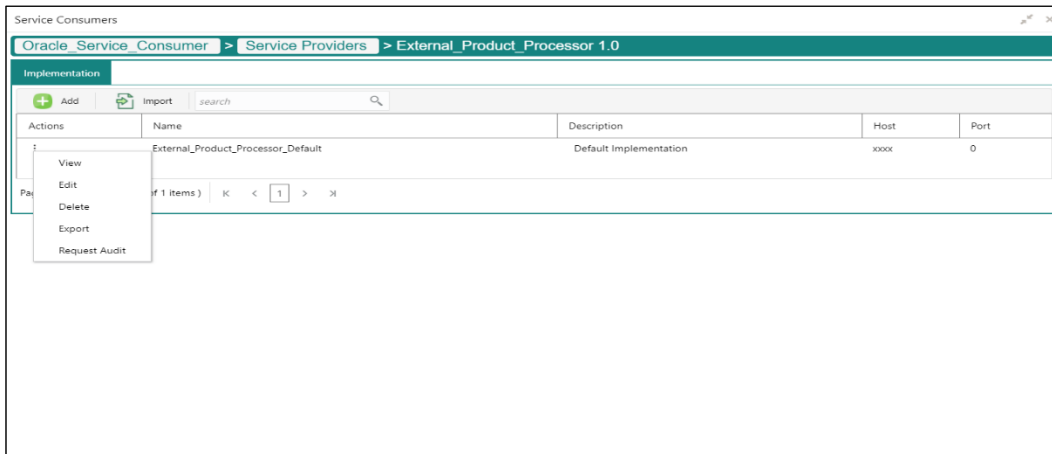 Service Consumers
Oracle_Service_Consumer > Service Providers > External_Product_Processor 1.0
Implementation
Add Import search
Actions Name Description Host Port
External_Product_Processor_Default Default Implementation xxxx 0
View
Edit
Pa of 1 items ) K < 1 > >|
Delete
Export
Request Audit